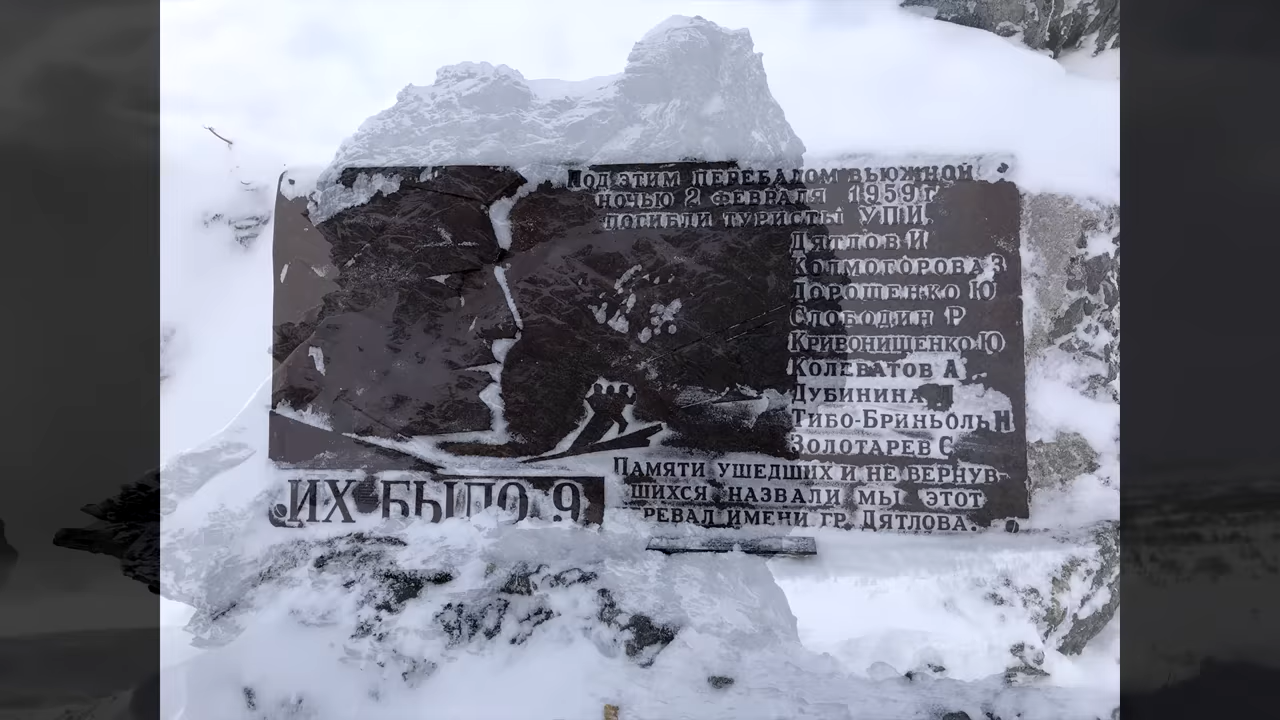 Под этим перевалом вьюжной
ночью 2 февраля 1959 г.
погибли туристы УПИ.
Дятлов И
Колмогорова З
Дорошенко Ю
Слободин Р
Кривонищенко Ю
Колеватов А
Дубинина Л
Тибо-Бриньоль Н
Золотарев С
Памяти ушедших и не вернув-
шихся назвали мы этот
ревал имени гр. Дятлова.
ИХ БЫЛО 9